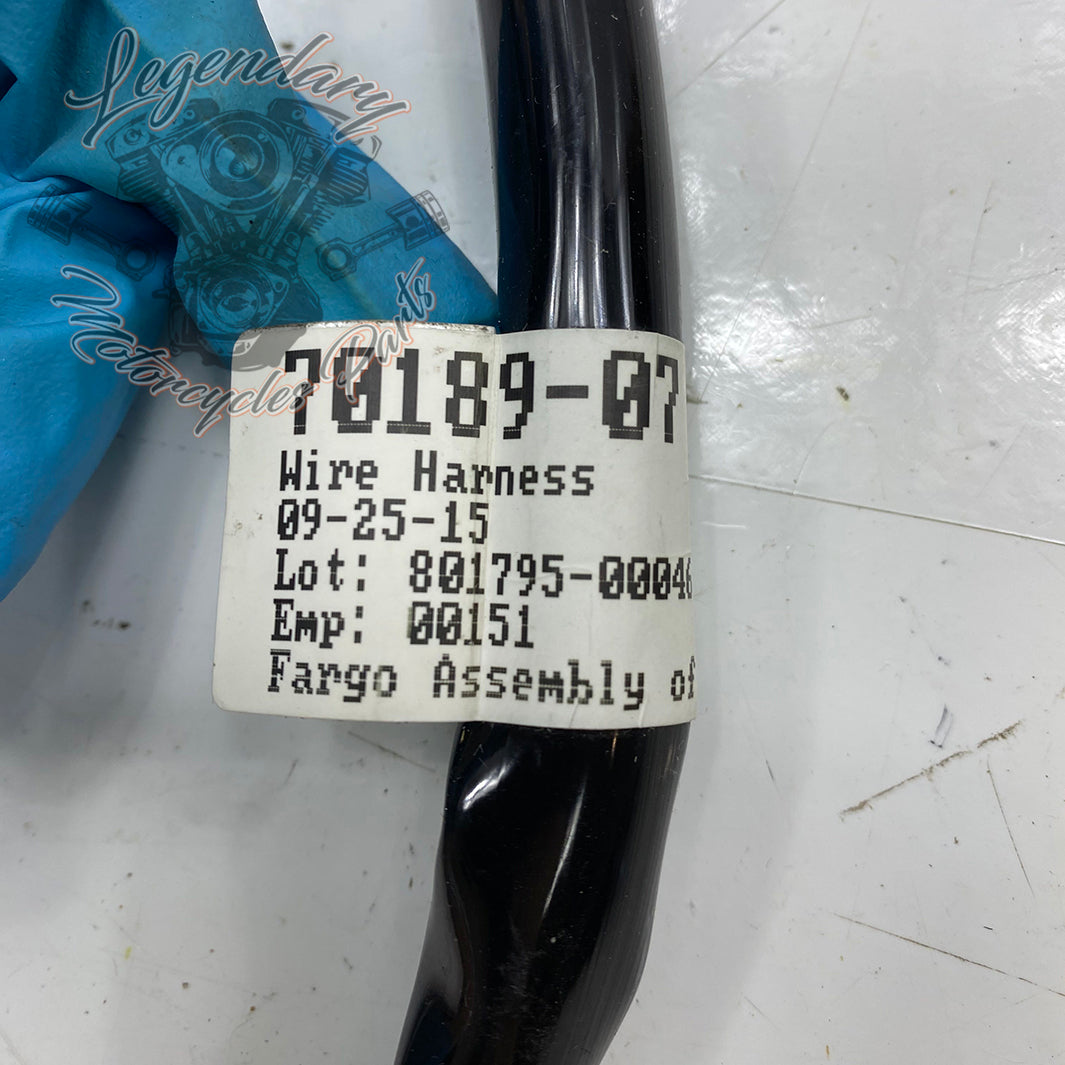 Legendary
Motorcycles Parts
70189-07
Wire Harness
09-25-15
Lot: 801795-00046
Emp: 00151
Fargo Assembly of